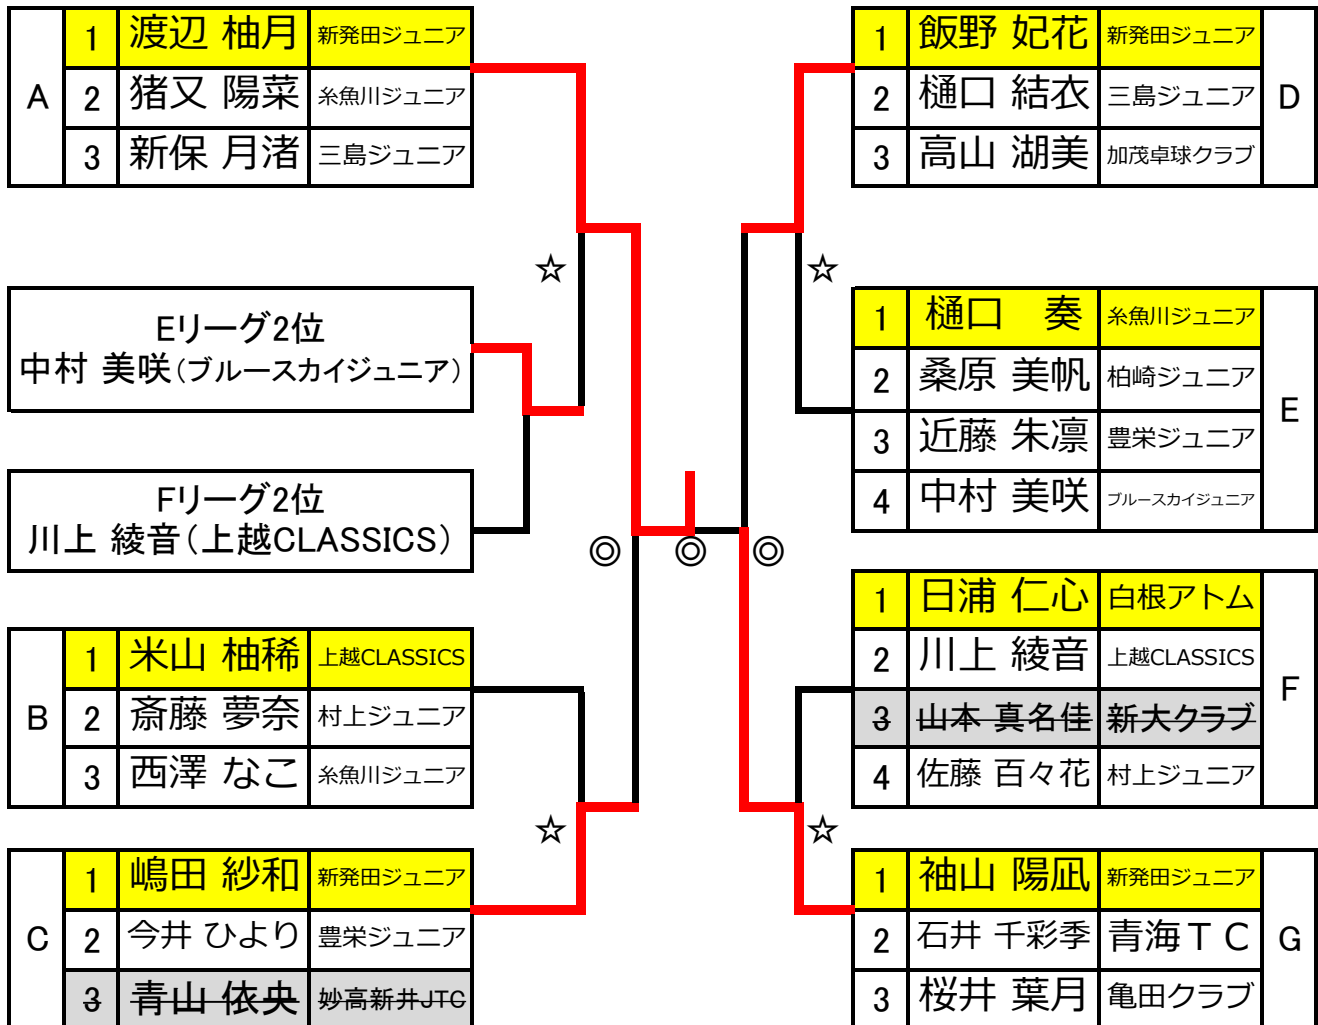 A
1 渡辺 柚月 新発田ジュニア
2 猪又 陽菜 糸魚川ジュニア
3 新保 月渚 三島ジュニア
Eリーグ2位
中村 美咲(ブルースカイジュニア)
Fリーグ2位
川上 綾音(上越CLASSICS)
B
1 米山 柚稀 上越CLASSICS
2 斎藤 夢奈 村上ジュニア
3 西澤 なこ 糸魚川ジュニア
C
1 嶋田 紗和 新発田ジュニア
2 今井 ひより 豊栄ジュニア
3 青山 依央 妙高新井JTC
☆
☆
◎ ◎ ◎
☆
☆
D
1 飯野 妃花 新発田ジュニア
2 樋口 結衣 三島ジュニア
3 高山 湖美 加茂卓球クラブ
E
1 樋口 奏 糸魚川ジュニア
2 桑原 美帆 柏崎ジュニア
3 近藤 朱凛 豊栄ジュニア
4 中村 美咲 ブルースカイジュニア
F
1 日浦 仁心 白根アトム
2 川上 綾音 上越CLASSICS
3 山本 真名佳 新大クラブ
4 佐藤 百々花 村上ジュニア
G
1 袖山 陽凪 新発田ジュニア
2 石井 千彩季 青海ＴＣ
3 桜井 葉月 亀田クラブ